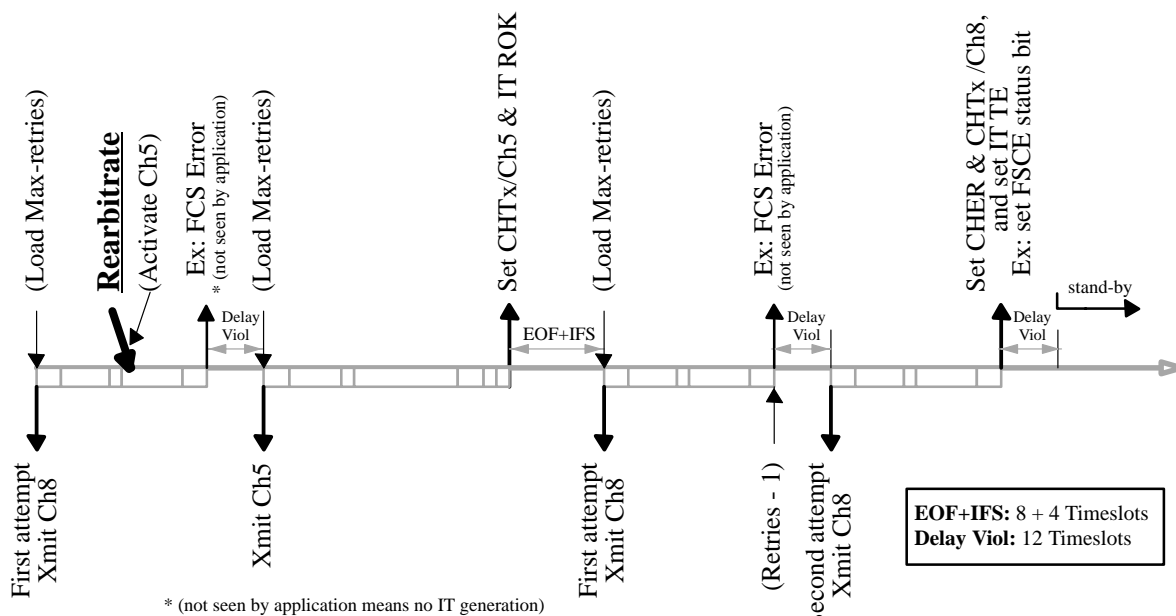 (Load Max-retries)
Rearbitrate
(Activate Ch5)
Ex: FCS Error
* (not seen by application)
(Load Max-retries)
Set CHTx/Ch5 & IT ROK
(Load Max-retries)
Ex: FCS Error
(not seen by application)
Set CHER & CHTx /Ch8,
and set IT TE
Ex: set FSCE status bit
stand-by
Delay
Viol
EOF+IFS
Delay
Viol
Delay
Viol
First attempt
Xmit Ch8
Xmit Ch5
First attempt
Xmit Ch8
(Retries - 1)
Second attempt
Xmit Ch8
EOF+IFS: 8 + 4 Timeslots
Delay Viol: 12 Timeslots
* (not seen by application means no IT generation)